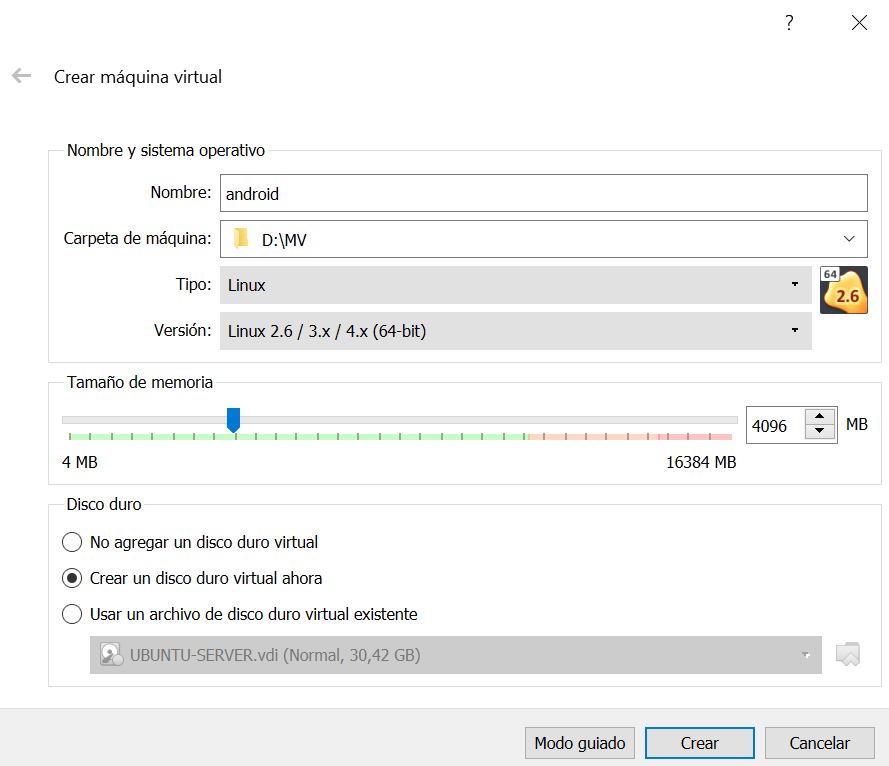 ?
Crear máquina virtual
Nombre y sistema operativo
Nombre: android
Carpeta de máquina: D:\MV
Tipo: Linux
64
2.6
Versión: Linux 2.6 / 3.x / 4.x (64-bit)
Tamaño de memoria
4096 MB
4 MB 16384 MB
Disco duro
No agregar un disco duro virtual
Crear un disco duro virtual ahora
Usar un archivo de disco duro virtual existente
UBUNTU-SERVER.vdi (Normal, 30,42 GB)
Modo guiado Crear Cancelar